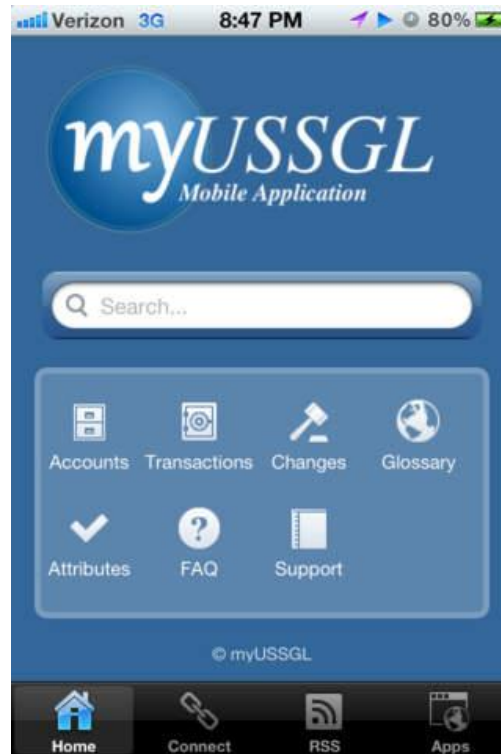 Verizon 3G 8:47 PM 80%
myUSSGL
Mobile Application
Search...
Accounts Transactions Changes Glossary
Attributes FAQ Support
© myUSSGL
Home Connect RSS Apps